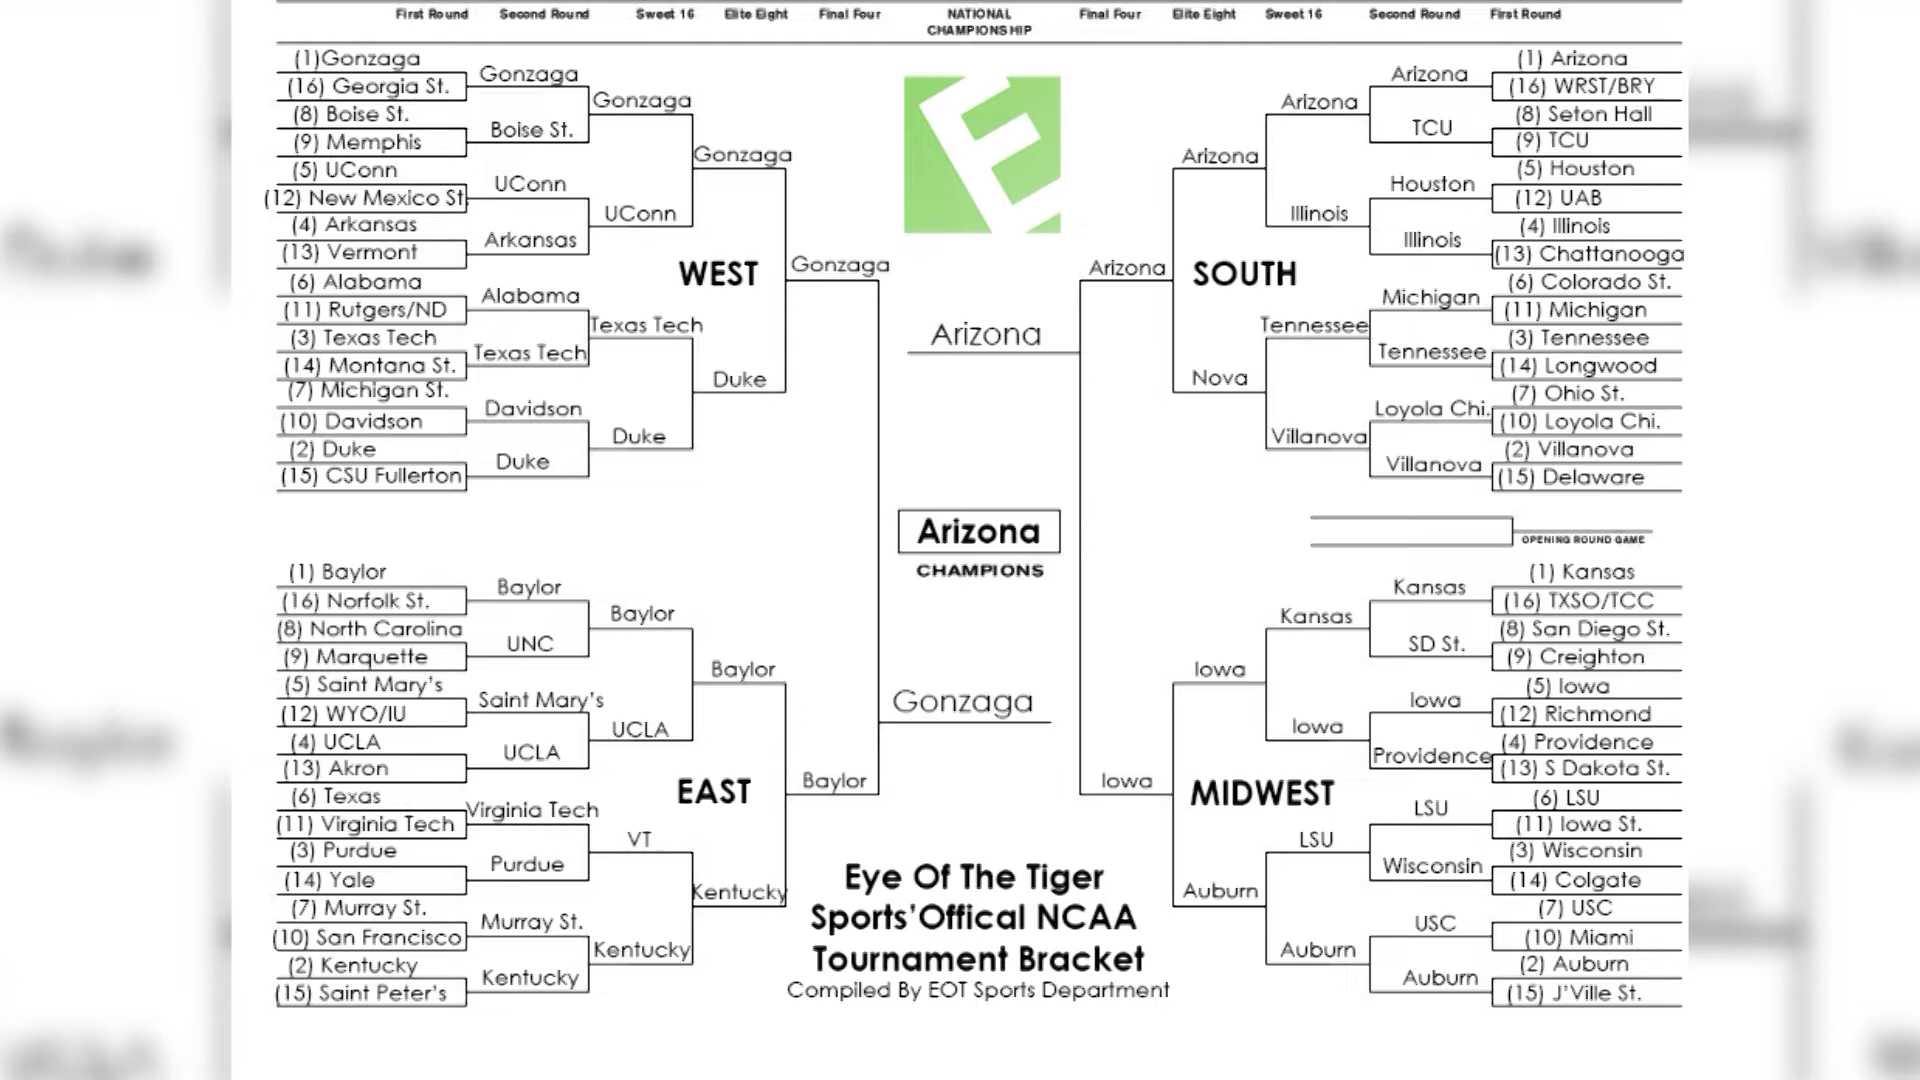 First Round Second Round Sweet 16 Elite Eight Final Four NATIONAL CHAMPIONSHIP Final Four Elite Eight Sweet 16 Second Round First Round
(1)Gonzaga
(16) Georgia St.
(8) Boise St.
(9) Memphis
(5) UConn
(12) New Mexico St.
(4) Arkansas
(13) Vermont
(6) Alabama
(11) Rutgers/ND
(3) Texas Tech
(14) Montana St.
(7) Michigan St.
(10) Davidson
(2) Duke
(15) CSU Fullerton
Gonzaga
Boise St.
UConn
Arkansas
Alabama
Texas Tech
Davidson
Duke
Gonzaga
UConn
Texas Tech
Duke
Gonzaga
Duke
WEST
Gonzaga
(1) Baylor
(16) Norfolk St.
(8) North Carolina
(9) Marquette
(5) Saint Mary's
(12) WYO/IU
(4) UCLA
(13) Akron
(6) Texas
(11) Virginia Tech
(3) Purdue
(14) Yale
(7) Murray St.
(10) San Francisco
(2) Kentucky
(15) Saint Peter's
Baylor
UNC
Saint Mary's
UCLA
Virginia Tech
Purdue
Murray St.
Kentucky
Baylor
UCLA
VT
Kentucky
Baylor
Kentucky
EAST
Baylor
E
Arizona
Arizona
CHAMPIONS
Gonzaga
Eye Of The Tiger
Sports'Offical NCAA
Tournament Bracket
Compiled By EOT Sports Department
Arizona
SOUTH
Arizona
Nova
Arizona
Illinois
Tennessee
Villanova
Arizona
TCU
Houston
Illinois
Michigan
Tennessee
Loyola Chi.
Villanova
(1) Arizona
(16) WRST/BRY
(8) Seton Hall
(9) TCU
(5) Houston
(12) UAB
(4) Illinois
(13) Chattanooga
(6) Colorado St.
(11) Michigan
(3) Tennessee
(14) Longwood
(7) Ohio St.
(10) Loyola Chi.
(2) Villanova
(15) Delaware
OPENING ROUND GAME
Iowa
MIDWEST
Iowa
Auburn
Kansas
Iowa
LSU
Auburn
Kansas
SD St.
Iowa
Providence
LSU
Wisconsin
USC
Auburn
(1) Kansas
(16) TXSO/TCC
(8) San Diego St.
(9) Creighton
(5) Iowa
(12) Richmond
(4) Providence
(13) S Dakota St.
(6) LSU
(11) Iowa St.
(3) Wisconsin
(14) Colgate
(7) USC
(10) Miami
(2) Auburn
(15) J'Ville St.